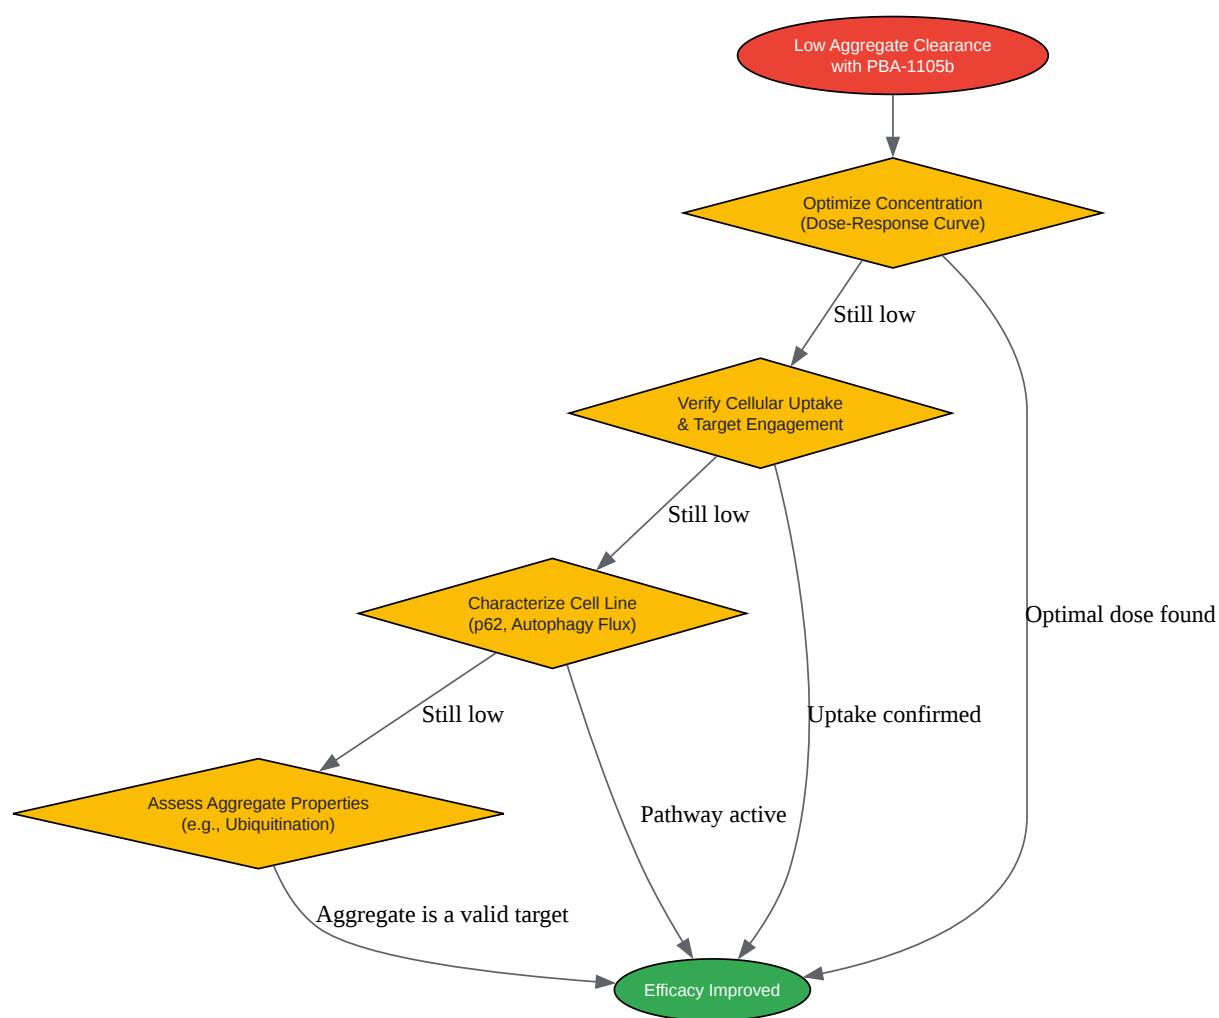 Low Aggregate Clearance
with PBA-1105b
Optimize Concentration
(Dose-Response Curve)
Still low
Verify Cellular Uptake
& Target Engagement
Still low
Characterize Cell Line
(p62, Autophagy Flux)
Optimal dose found
Still low
Uptake confirmed
Assess Aggregate Properties
(e.g., Ubiquitination)
Pathway active
Aggregate is a valid target
Efficacy Improved